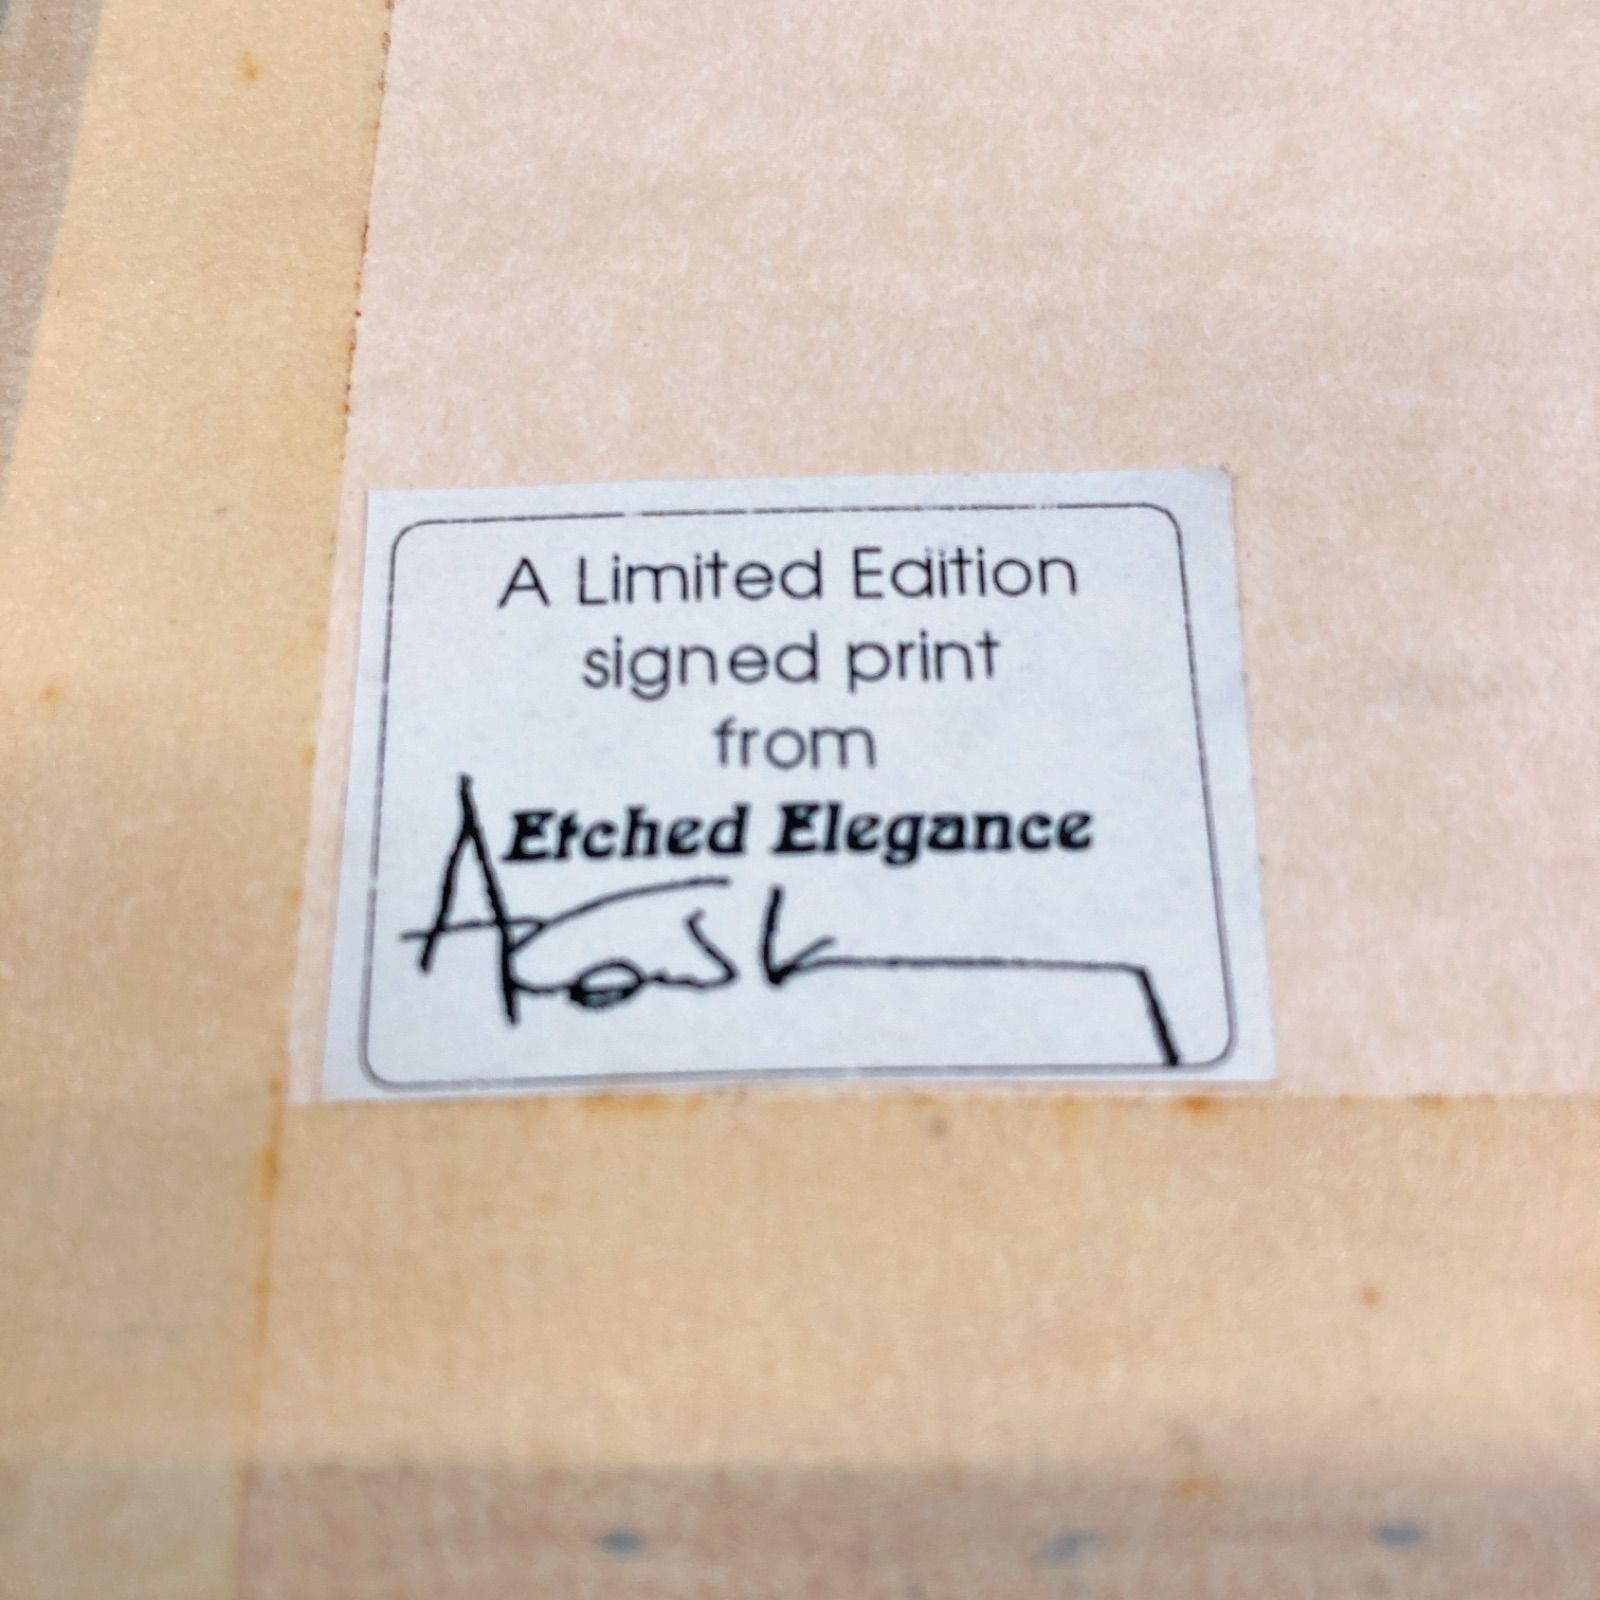 A Limited Edition
signed print
from
Etched Elegance